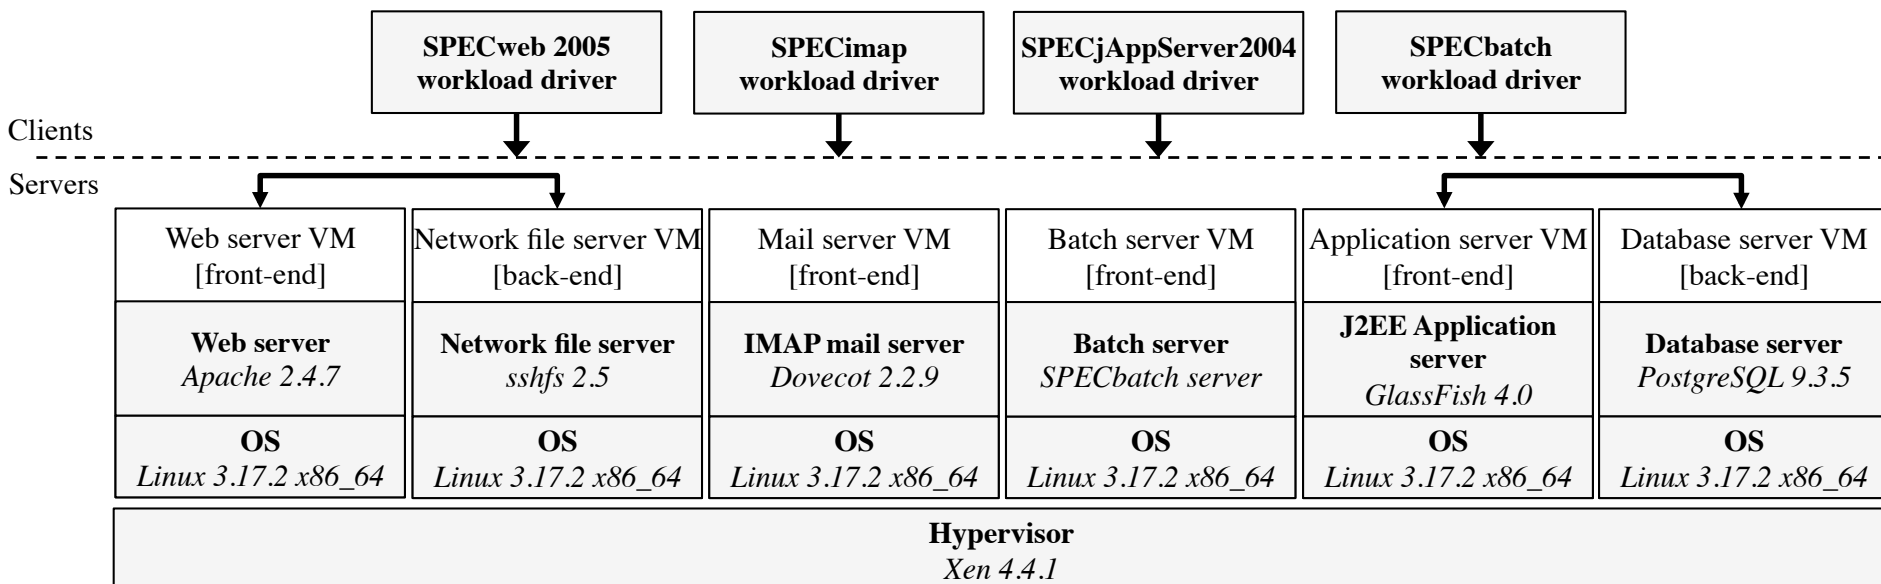 SPECweb 2005
workload driver
SPECimap
workload driver
SPECjAppServer2004
workload driver
SPECbatch
workload driver
Clients
Servers
Web server VM
[front-end]
Network file server VM
[back-end]
Mail server VM
[front-end]
Batch server VM
[front-end]
Application server VM
[front-end]
Database server VM
[back-end]
Web server
Apache 2.4.7
Network file server
sshfs 2.5
IMAP mail server
Dovecot 2.2.9
Batch server
SPECbatch server
J2EE Application
server
GlassFish 4.0
Database server
PostgreSQL 9.3.5
OS
Linux 3.17.2 x86_64
OS
Linux 3.17.2 x86_64
OS
Linux 3.17.2 x86_64
OS
Linux 3.17.2 x86_64
OS
Linux 3.17.2 x86_64
OS
Linux 3.17.2 x86_64
Hypervisor
Xen 4.4.1